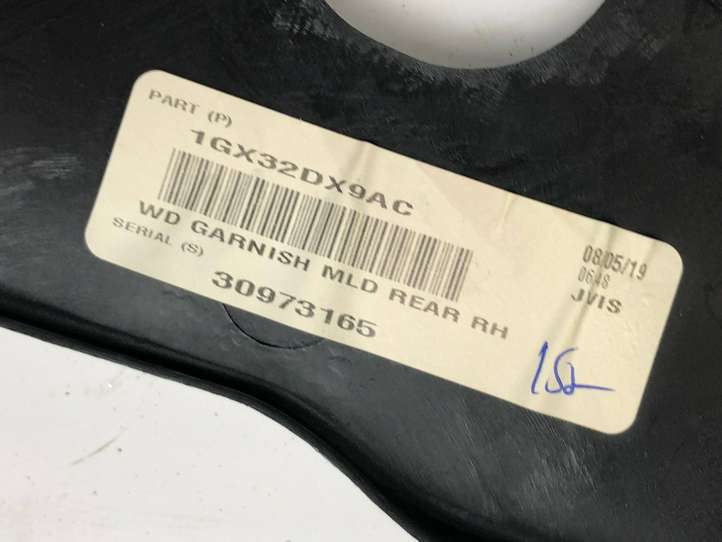 PART (P)
1GX32DX9AC
WD GARNISH MLD REAR RH
SERIAL (S)
30973165
08/05/19
0648
JVIS